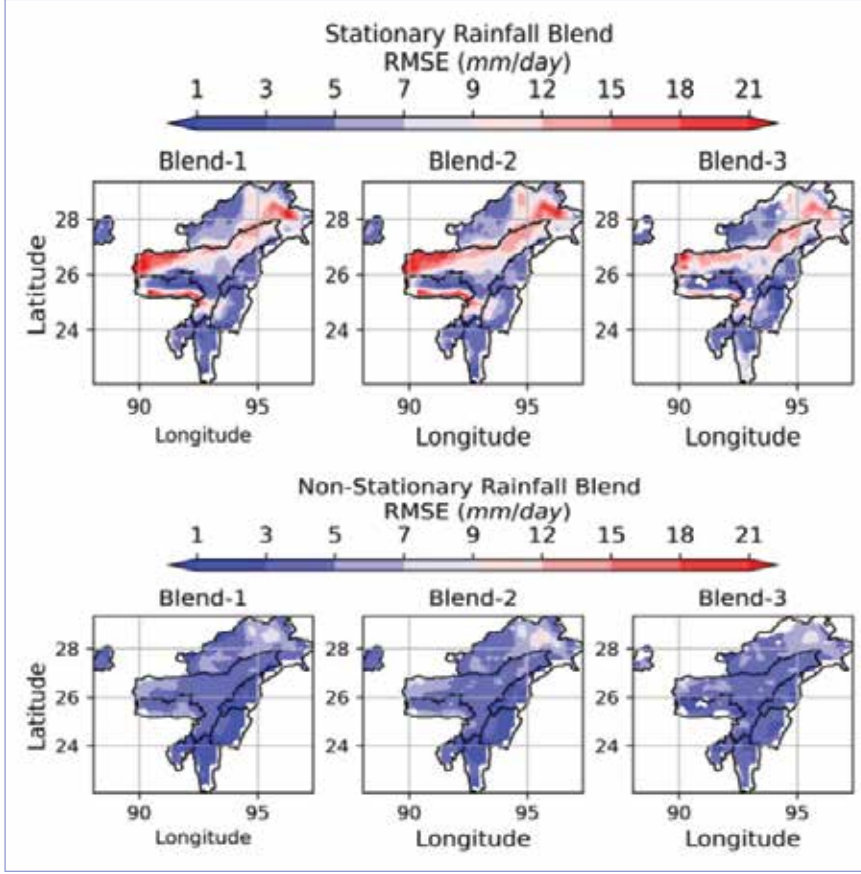 Stationary Rainfall Blend
RMSE (mm/day)
1 3 5 7 9 12 15 18 21
Blend-1 Blend-2 Blend-3
Latitude
28
26
24
90 95 90 95 90 95
Longitude Longitude Longitude
28
26
24
28
26
24
Non-Stationary Rainfall Blend
RMSE (mm/day)
1 3 5 7 9 12 15 18 21
Blend-1 Blend-2 Blend-3
Latitude
28
26
24
90 95 90 95 90 95
Longitude Longitude Longitude
28
26
24
28
26
24